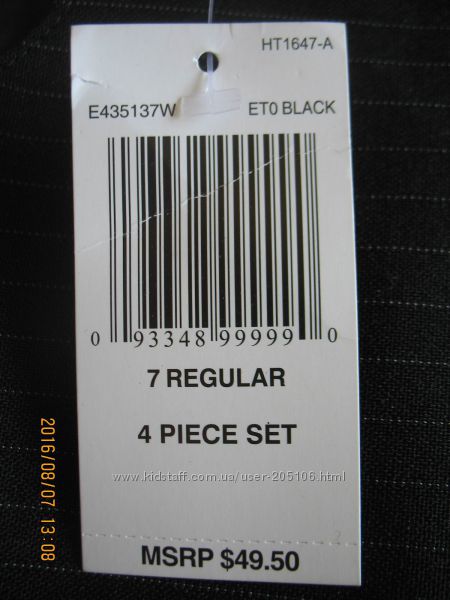 HT1647-A
E435137W ET0 BLACK
0 93348 99999 0
7 REGULAR
4 PIECE SET
www.kidstaff.com.ua/user-205106.html
MSRP $49.50
2016/08/07 13:08